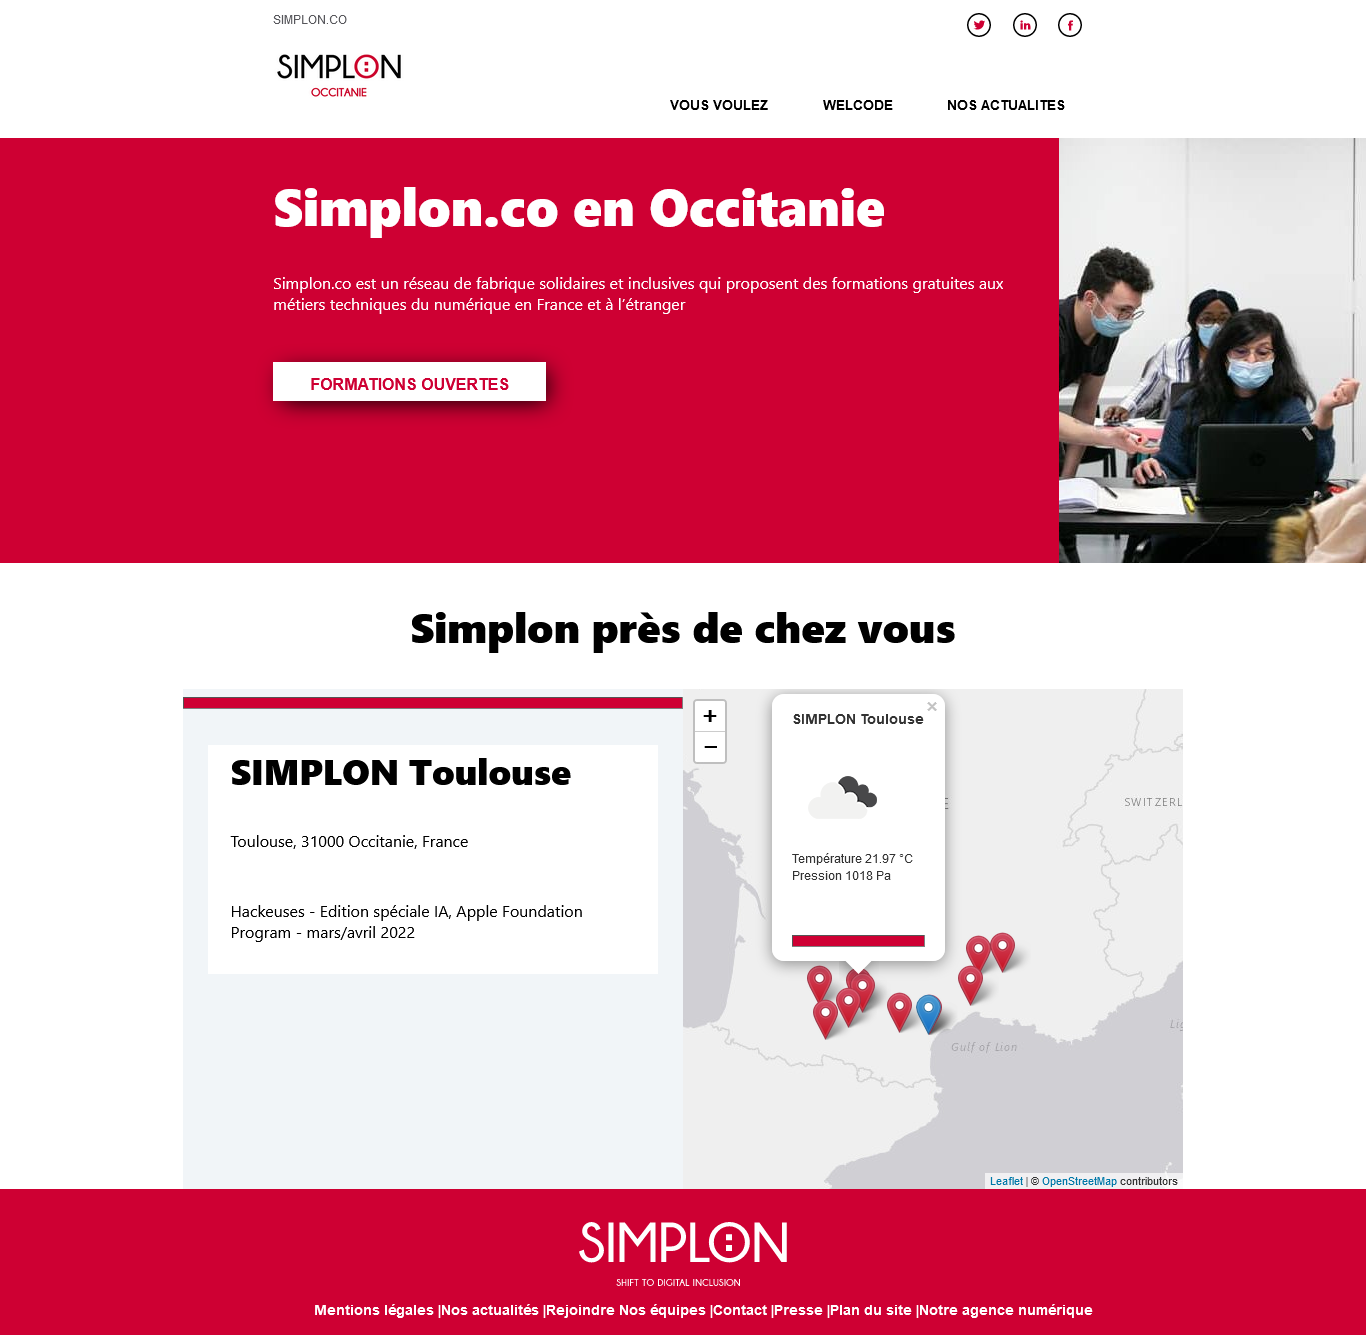 SIMPLON.CO
SIMPLON
OCCITANIE
VOUS VOULEZ
WELCODE
NOS ACTUALITES
Simplon.co en Occitanie
Simplon.co est un réseau de fabrique solidaires et inclusives qui proposent des formations gratuites aux
métiers techniques du numérique en France et à l'étranger
FORMATIONS OUVERTES
Simplon près de chez vous
SIMPLON Toulouse
Toulouse, 31000 Occitanie, France
Hackeuses - Edition spéciale IA, Apple Foundation
Program - mars/avril 2022
+
−
×
SIMPLON Toulouse
Température 21.97 °C
Pression 1018 Pa
E
SWITZERL
Lig
Gulf of Lion
Leaflet | © OpenStreetMap contributors
SIMPLON
SHIFT TO DIGITAL INCLUSION
Mentions légales |Nos actualités |Rejoindre Nos équipes |Contact |Presse |Plan du site |Notre agence numérique